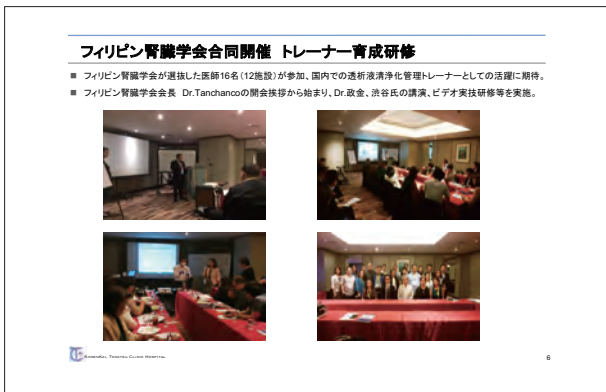 フィリピン腎臓学会合同開催 トレーナー育成研修
■ フィリピン腎臓学会が選抜した医師16名(12施設)が参加、国内での透析液清浄化管理トレーナーとしての活躍に期待。
■ フィリピン腎臓学会会長 Dr.Tanchancoの開会挨拶から始まり、Dr.政金、渋谷氏の講演、ビデオ実技研修等を実施。
Clinic Hospital
6